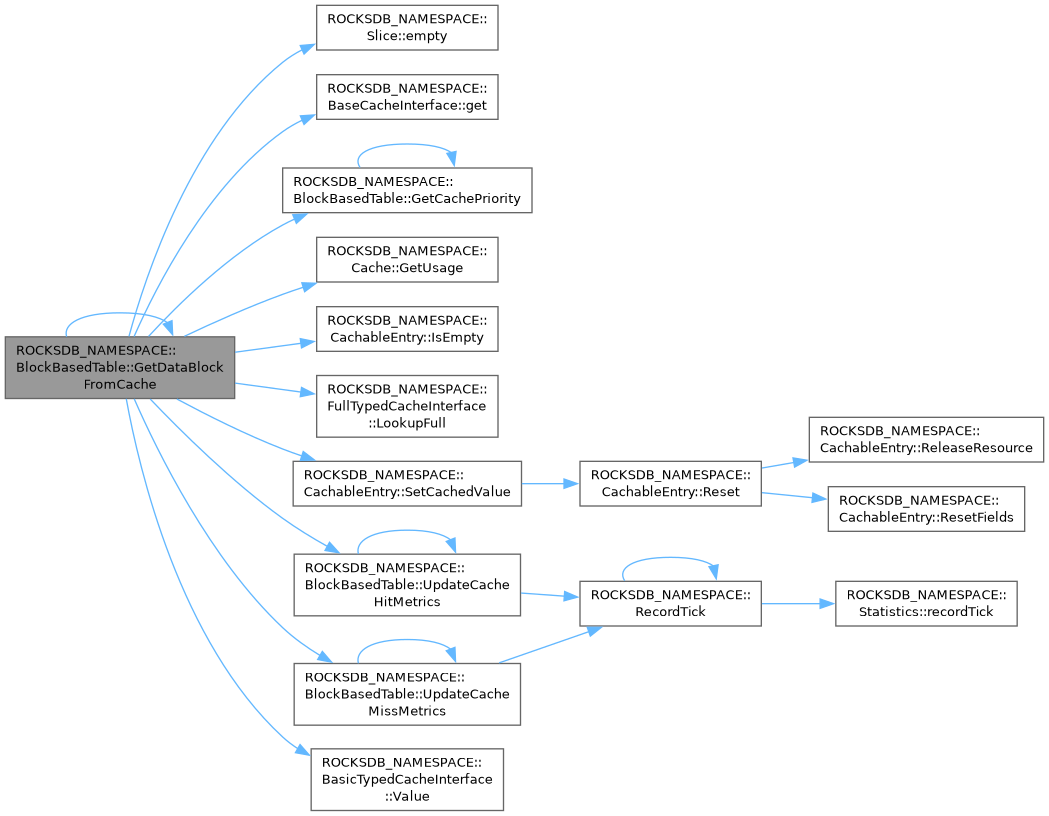 ROCKSDB_NAMESPACE::
Slice::empty
ROCKSDB_NAMESPACE::
BaseCacheInterface::get
ROCKSDB_NAMESPACE::
BlockBasedTable::GetCachePriority
ROCKSDB_NAMESPACE::
Cache::GetUsage
ROCKSDB_NAMESPACE::
CachableEntry::IsEmpty
ROCKSDB_NAMESPACE::
BlockBasedTable::GetDataBlock
FromCache
ROCKSDB_NAMESPACE::
FullTypedCacheInterface
::LookupFull
ROCKSDB_NAMESPACE::
CachableEntry::SetCachedValue
ROCKSDB_NAMESPACE::
CachableEntry::Reset
ROCKSDB_NAMESPACE::
CachableEntry::ReleaseResource
ROCKSDB_NAMESPACE::
CachableEntry::ResetFields
ROCKSDB_NAMESPACE::
BlockBasedTable::UpdateCache
HitMetrics
ROCKSDB_NAMESPACE::
RecordTick
ROCKSDB_NAMESPACE::
Statistics::recordTick
ROCKSDB_NAMESPACE::
BlockBasedTable::UpdateCache
MissMetrics
ROCKSDB_NAMESPACE::
BasicTypedCacheInterface
::Value